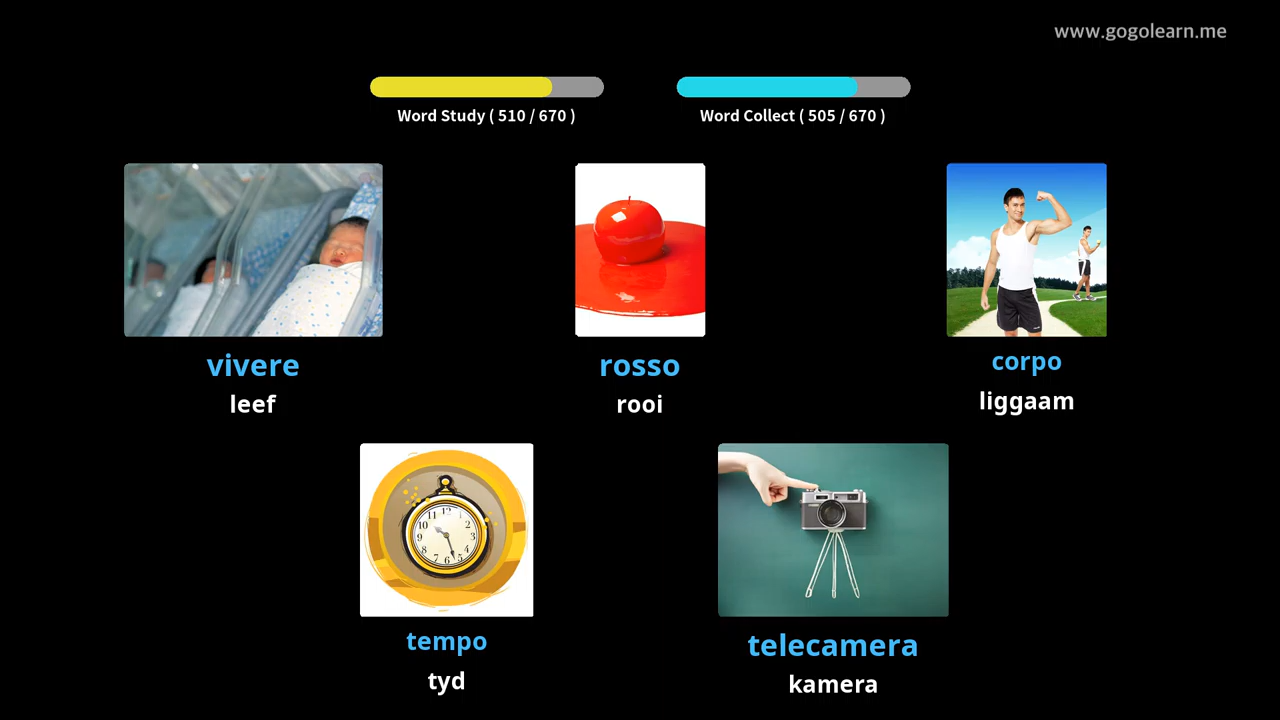 www.gogolearn.me
Word Study ( 510 / 670 )
Word Collect ( 505 / 670 )
vivere
leef
rosso
rooi
corpo
liggaam
tempo
tyd
telecamera
kamera